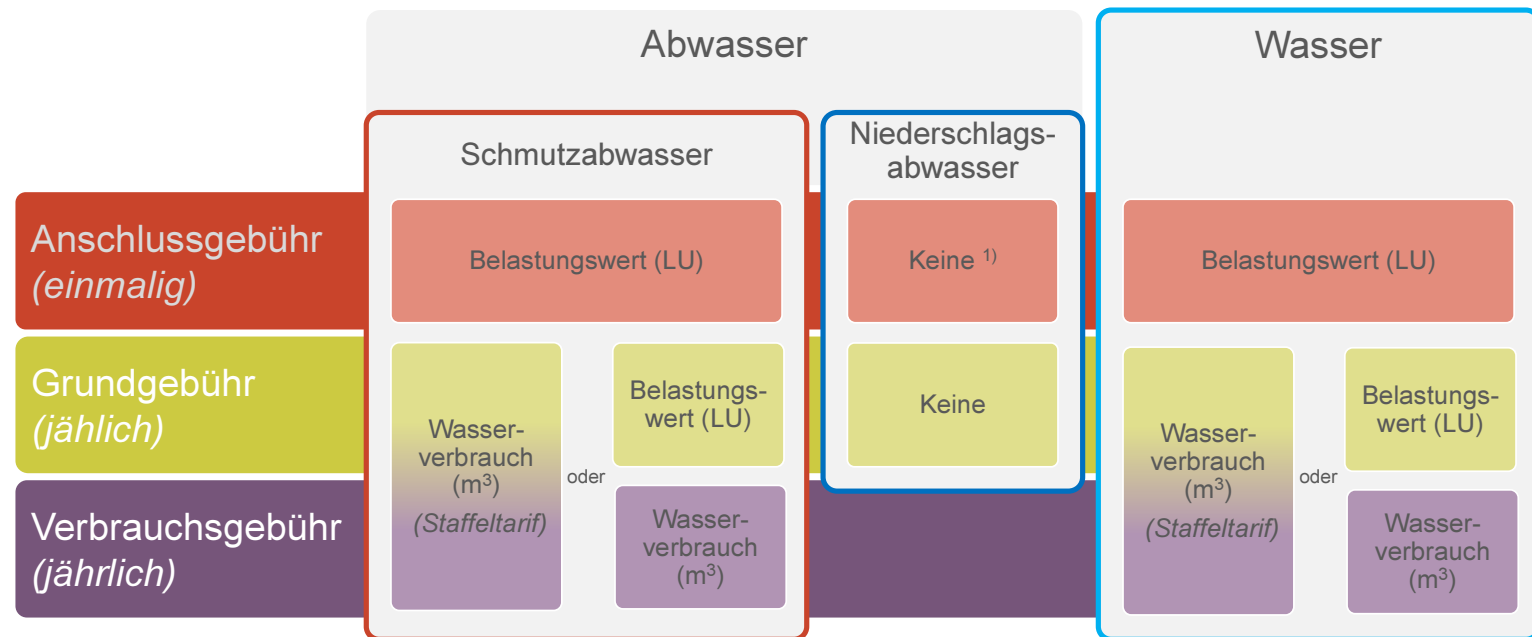 Abwasser
Wasser
Schmutzabwasser
Niederschlags-
abwasser
Anschlussgebühr
(einmalig)
Belastungswert (LU)
Keine ¹⁾
Belastungswert (LU)
Grundgebühr
(jählich)
Verbrauchsgebühr
(jährlich)
Wasser-
verbrauch
(m³)
(Staffeltarif)
oder
Belastungs-
wert (LU)
Wasser-
verbrauch
(m³)
Keine
Wasser-
verbrauch
(m³)
(Staffeltarif)
oder
Belastungs-
wert (LU)
Wasser-
verbrauch
(m³)